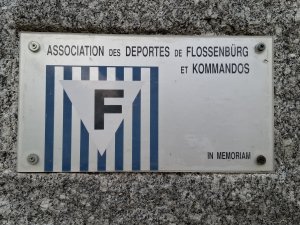 ASSOCIATION DES DEPORTES DE FLOSSENBÜRG
ET KOMMANDOS
F
IN MEMORIAM